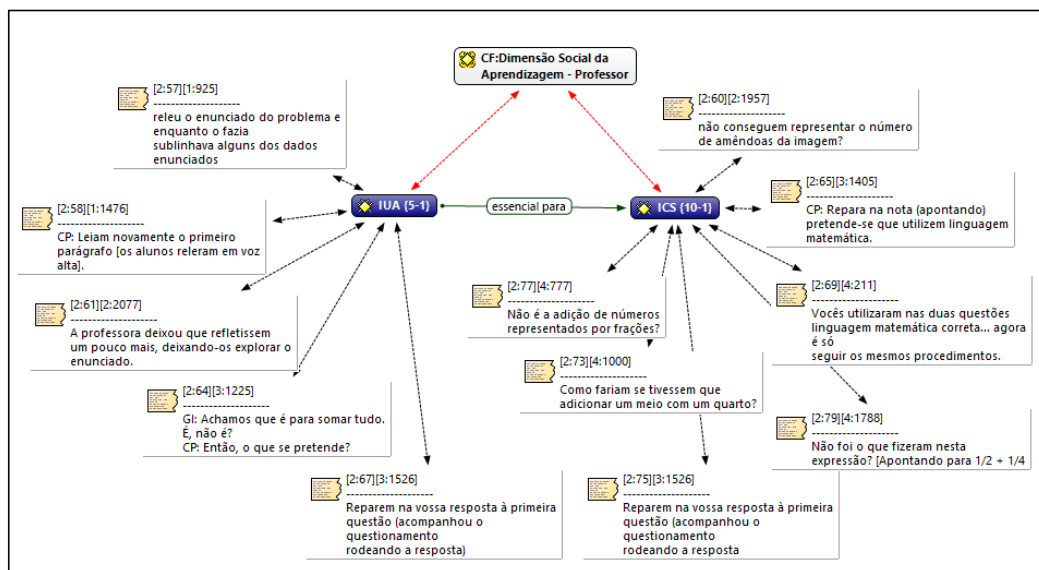 CF:Dimensão Social da
Aprendizagem - Professor
[2:57][1:925]
---------------------
releu o enunciado do problema e
enquanto o fazia
sublinhava alguns dos dados
enunciados
[2:60][2:1957]
---------------------
não conseguem representar o número
de amêndoas da imagem?
[2:58][1:1476]
---------------------
CP: Leiam novamente o primeiro
parágrafo [os alunos releram em voz
alta].
IUA {5-1}
essencial para
ICS {10-1}
[2:65][3:1405]
---------------------
CP: Repara na nota (apontando)
pretende-se que utilizem linguagem
matemática.
[2:61][2:2077]
---------------------
A professora deixou que refletissem
um pouco mais, deixando-os explorar o
enunciado.
[2:77][4:777]
---------------------
Não é a adição de números
representados por frações?
[2:69][4:211]
---------------------
Vocês utilizaram nas duas questões
linguagem matemática correta... agora
é só
seguir os mesmos procedimentos.
[2:64][3:1225]
---------------------
GI: Achamos que é para somar tudo.
É, não é?
CP: Então, o que se pretende?
[2:73][4:1000]
---------------------
Como fariam se tivessem que
adicionar um meio com um quarto?
[2:79][4:1788]
---------------------
Não foi o que fizeram nesta
expressão? [Apontando para 1/2 + 1/4
[2:67][3:1526]
---------------------
Reparem na vossa resposta à primeira
questão (acompanhou o
questionamento
rodeando a resposta)
[2:75][3:1526]
---------------------
Reparem na vossa resposta à primeira
questão (acompanhou o
questionamento
rodeando a resposta